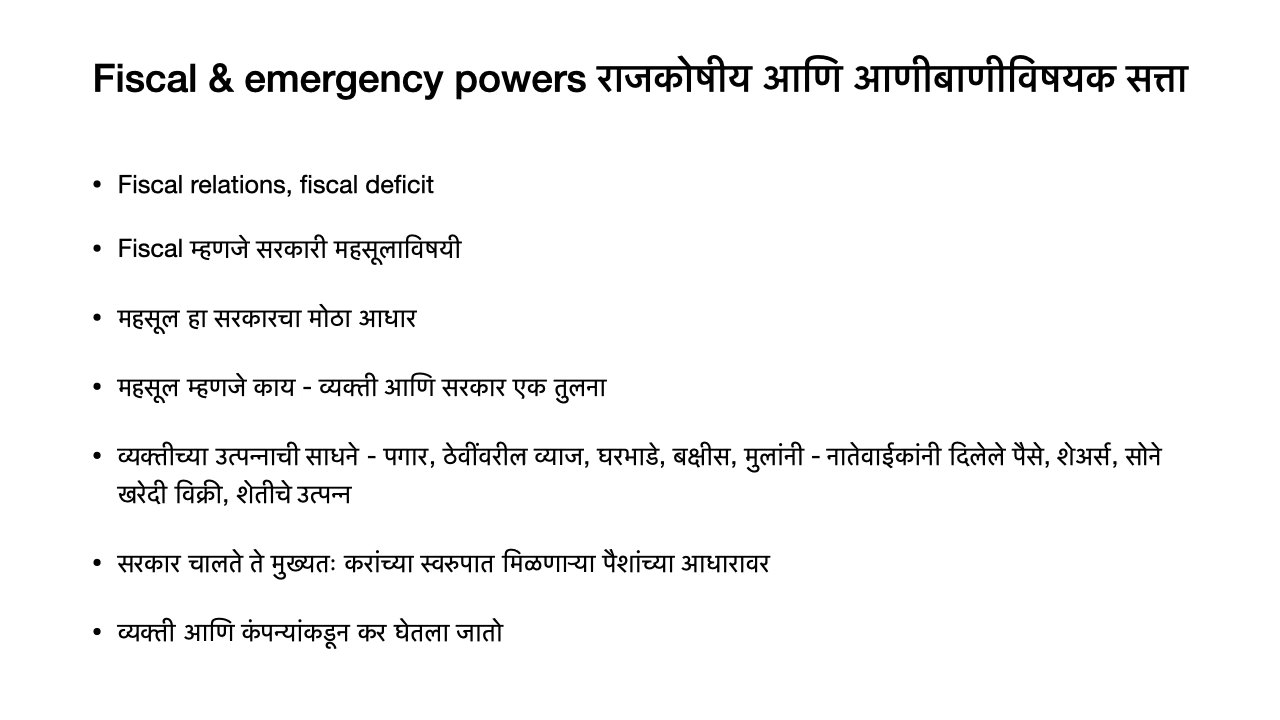 Fiscal & emergency powers राजकोषीय आणि आणीबाणीविषयक सत्ता
• Fiscal relations, fiscal deficit
• Fiscal म्हणजे सरकारी महसूलाविषयी
• महसूल हा सरकारचा मोठा आधार
• महसूल म्हणजे काय - व्यक्ती आणि सरकार एक तुलना
• व्यक्तीच्या उत्पन्नाची साधने - पगार, ठेवींवरील व्याज, घरभाडे, बक्षीस, मुलांनी - नातेवाईकांनी दिलेले पैसे, शेअर्स, सोने
खरेदी विक्री, शेतीचे उत्पन्न
• सरकार चालते ते मुख्यतः करांच्या स्वरुपात मिळणाऱ्या पैशांच्या आधारावर
• व्यक्ती आणि कंपन्यांकडून कर घेतला जातो